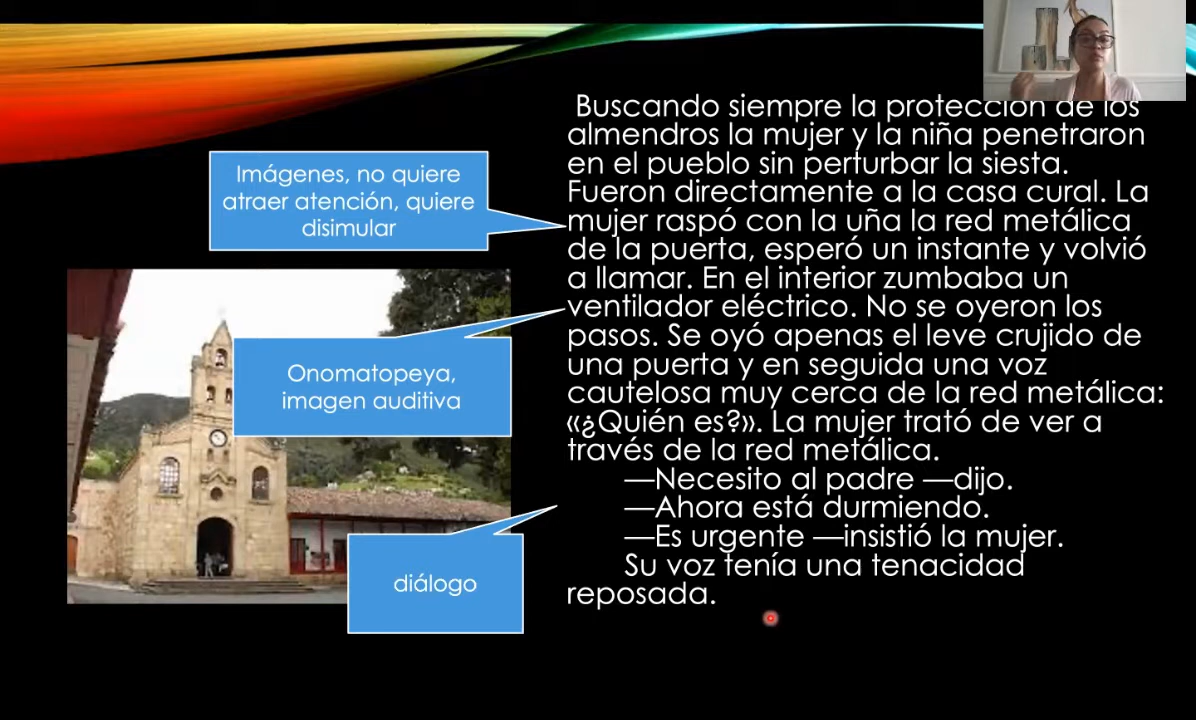 Buscando siempre la protección de los
almendros la mujer y la niña penetraron
en el pueblo sin perturbar la siesta.
Fueron directamente a la casa cural. La
mujer raspó con la uña la red metálica
de la puerta, esperó un instante y volvió
a llamar. En el interior zumbaba un
ventilador eléctrico. No se oyeron los
pasos. Se oyó apenas el leve crujido de
una puerta y en seguida una voz
cautelosa muy cerca de la red metálica:
«¿Quién es?». La mujer trató de ver a
través de la red metálica.
—Necesito al padre —dijo.
—Ahora está durmiendo.
—Es urgente —insistió la mujer.
Su voz tenía una tenacidad
reposada.
Imágenes, no quiere
atraer atención, quiere
disimular
Onomatopeya,
imagen auditiva
diálogo